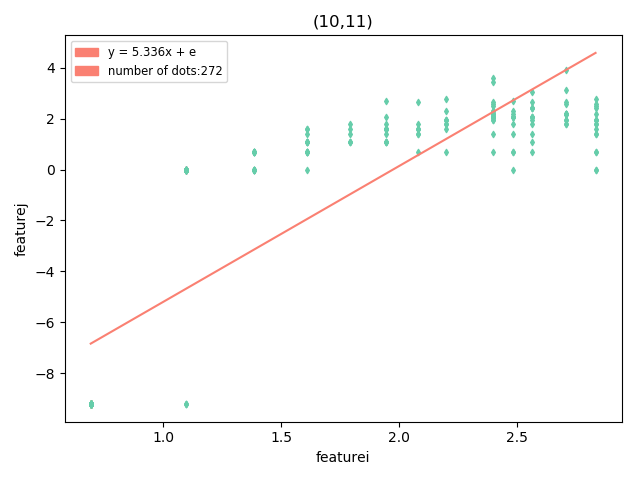 (10,11)
y = 5.336x + e
number of dots:272
4
2
0
−2
−4
−6
−8
featurej
1.0 1.5 2.0 2.5
featurei